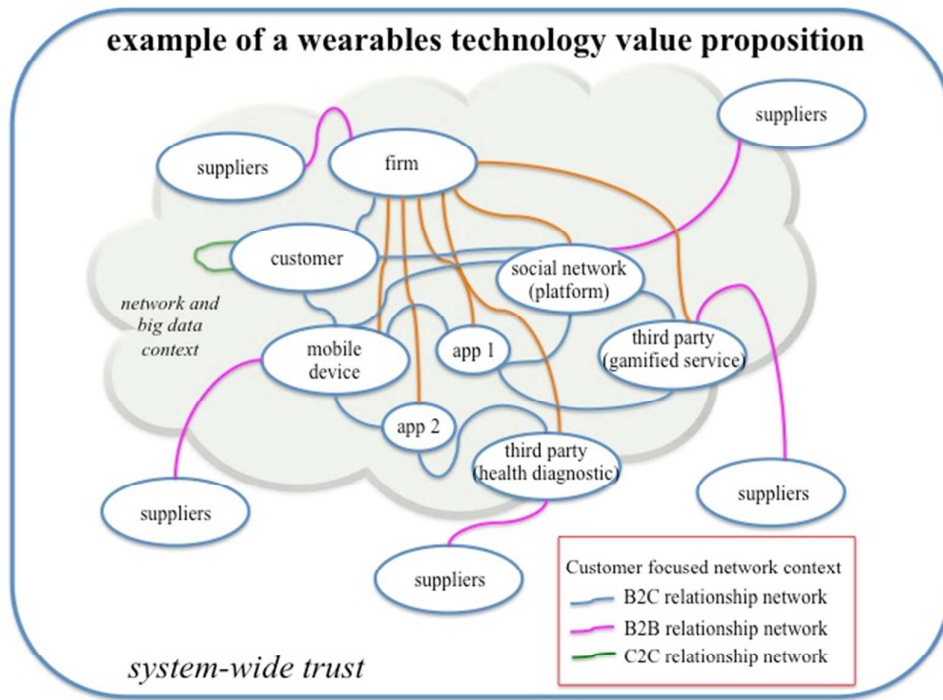 example of a wearables technology value proposition
suppliers
suppliers
firm
customer
social network
(platform)
network and
big data
context
mobile
device
app 1
third party
(gamified service)
app 2
third party
(health diagnostic)
suppliers
suppliers
suppliers
Customer focused network context
B2C relationship network
B2B relationship network
C2C relationship network
system-wide trust